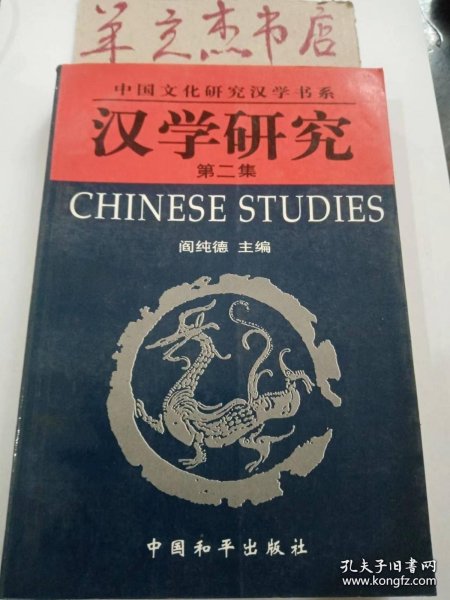 羊立杰书店
中国文化研究汉学书系
汉学研究
第二集
CHINESE STUDIES
阎纯德 主编
中国和平出版社
孔夫子旧书网
www.kongfz.com